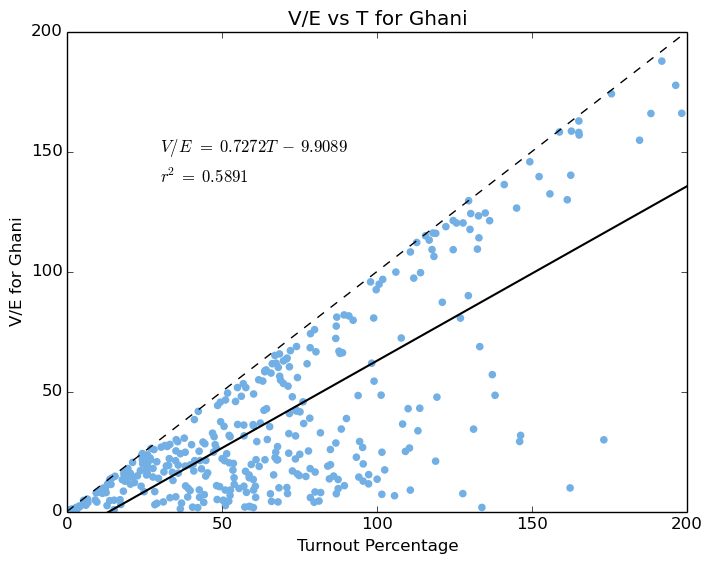 V/E vs T for Ghani
200
V/E = 0.7272T − 9.9089
150
r² = 0.5891
100
V/E for Ghani
50
0
0 50 100 150 200
Turnout Percentage